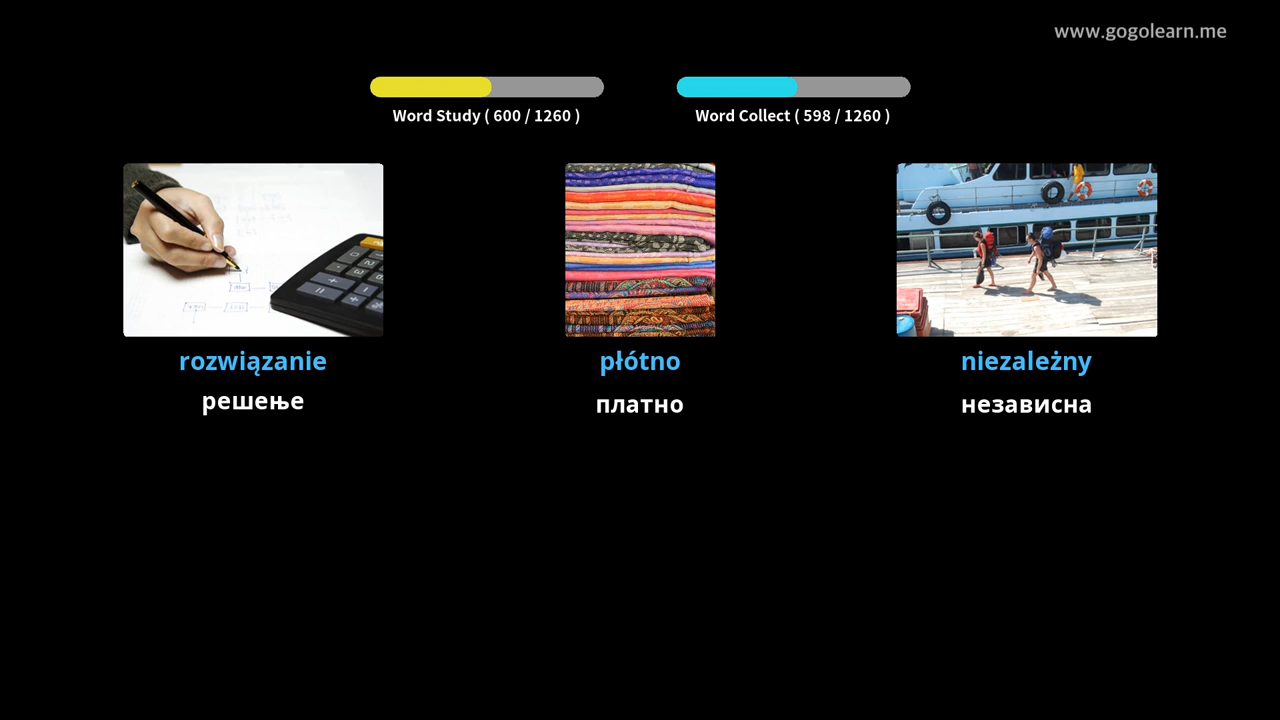 www.gogolearn.me
Word Study ( 600 / 1260 )
Word Collect ( 598 / 1260 )
rozwiązanie
решење
płótno
платно
niezależny
независна